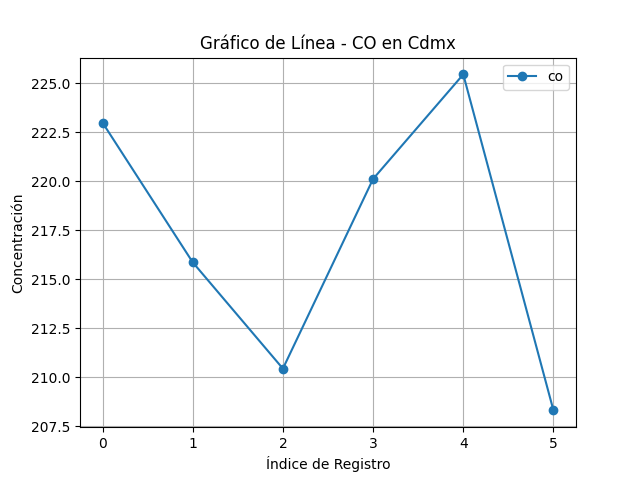 Gráfico de Línea - CO en Cdmx
co
225.0
222.5
220.0
217.5
215.0
212.5
210.0
207.5
Concentración
0 1 2 3 4 5
Índice de Registro